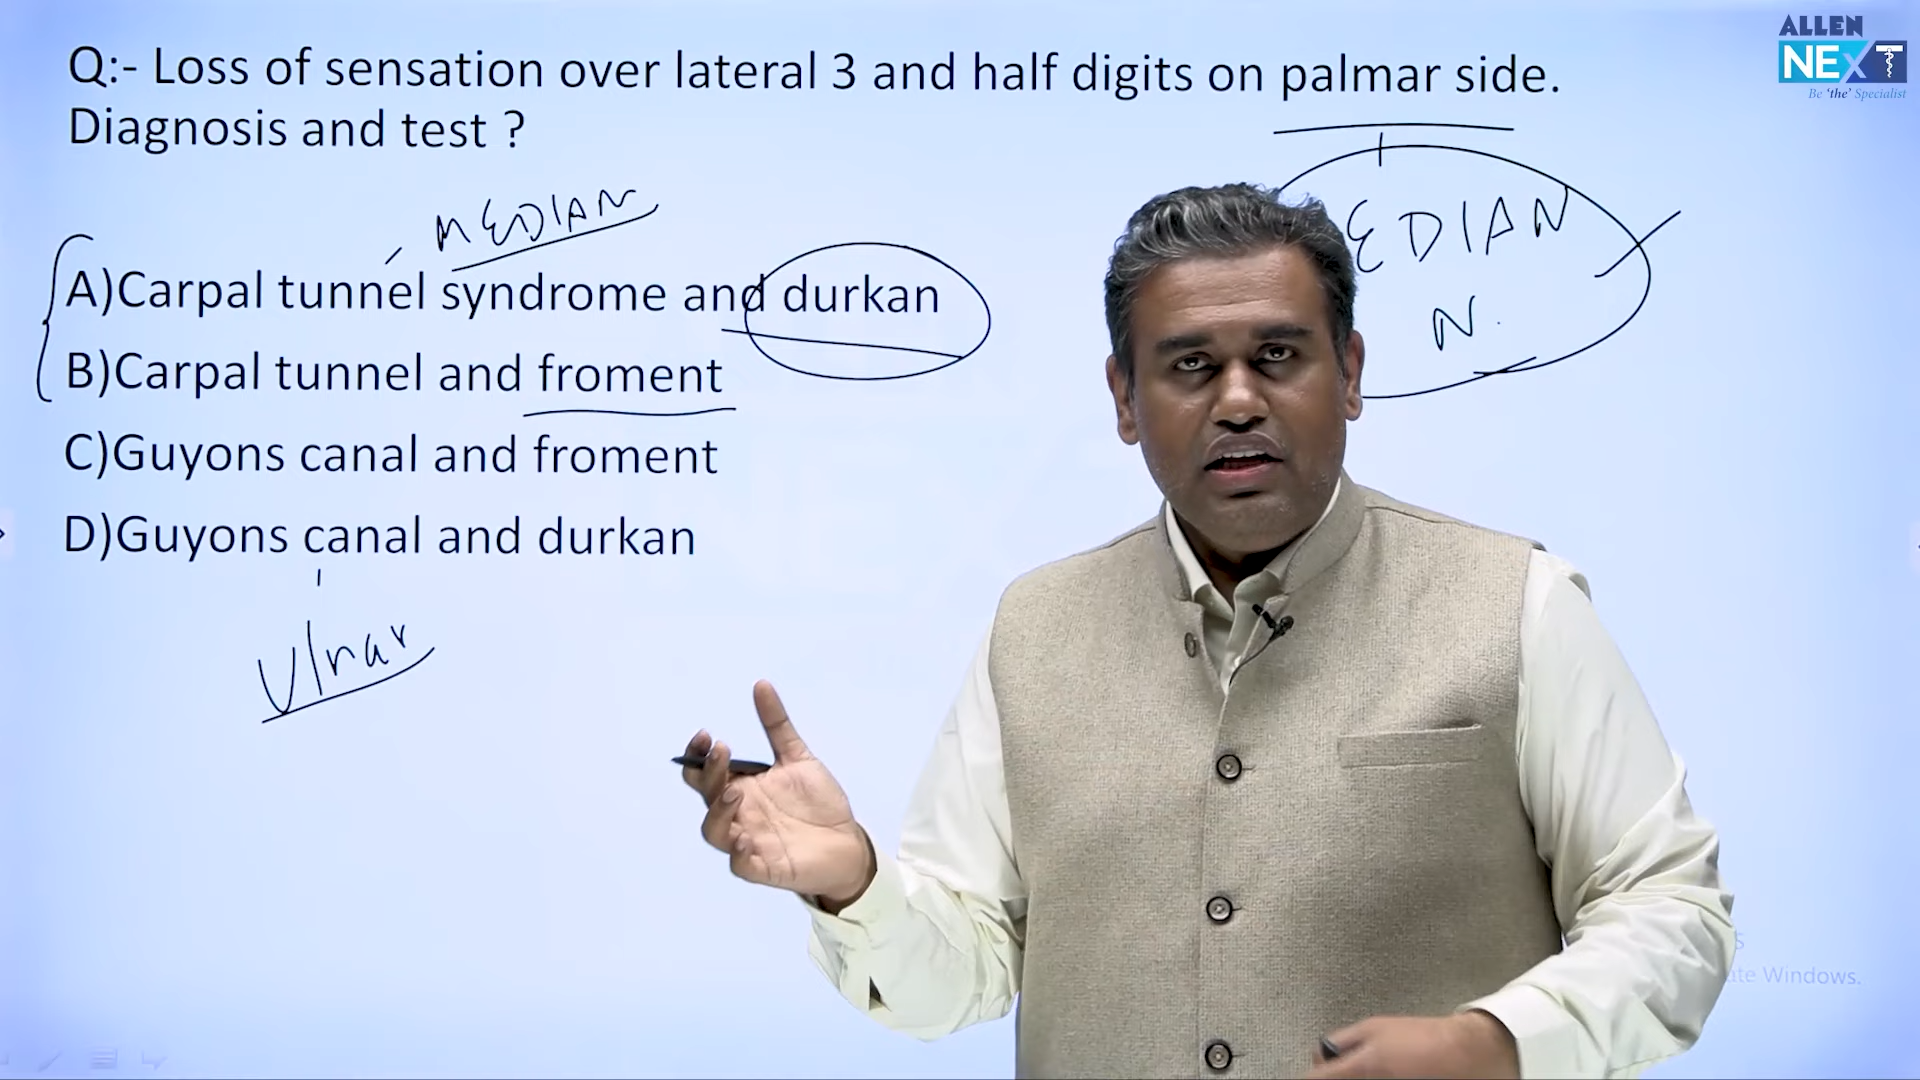 ALLEN
NEXT
Be 'the' Specialist
Q:- Loss of sensation over lateral 3 and half digits on palmar side.
Diagnosis and test ?
MEDIAN
EDIAN
N.
A)Carpal tunnel syndrome and durkan
B)Carpal tunnel and froment
C)Guyons canal and froment
D)Guyons canal and durkan
Ulnar
Windows.